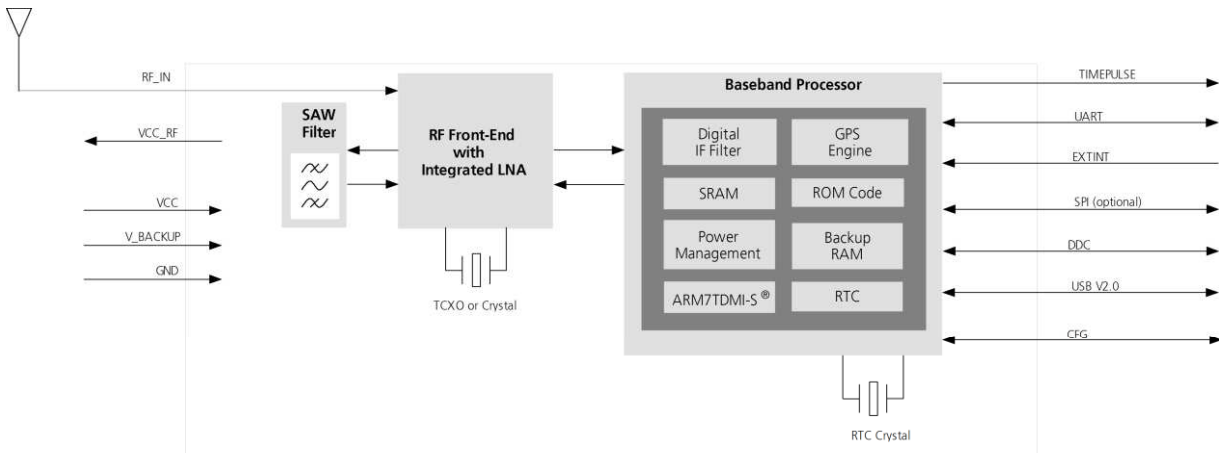 RF_IN
VCC_RF
VCC
V_BACKUP
GND
SAW
Filter
RF Front-End
with
Integrated LNA
TCXO or Crystal
Baseband Processor
Digital
IF Filter
GPS
Engine
SRAM
ROM Code
Power
Management
Backup
RAM
ARM7TDMI-S ®
RTC
RTC Crystal
TIMEPULSE
UART
EXTINT
SPI (optional)
DDC
USB V2.0
CFG